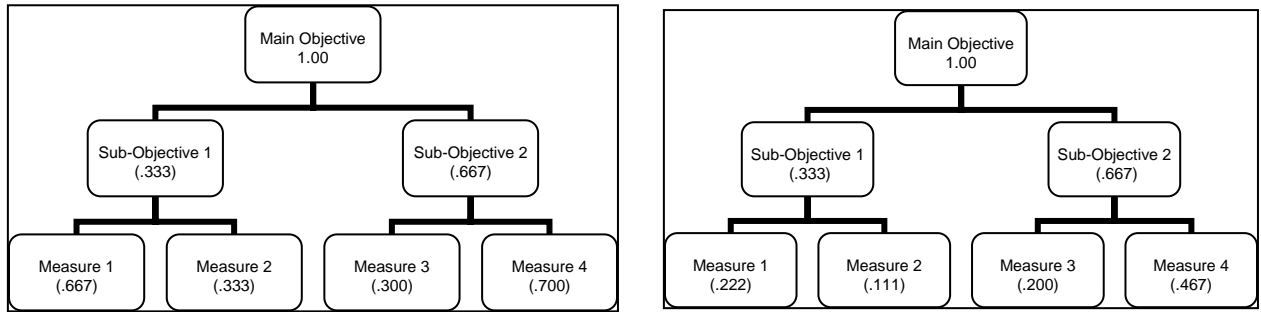 Main Objective
1.00
Sub-Objective 1
(.333)
Sub-Objective 2
(.667)
Measure 1
(.667)
Measure 2
(.333)
Measure 3
(.300)
Measure 4
(.700)
Main Objective
1.00
Sub-Objective 1
(.333)
Sub-Objective 2
(.667)
Measure 1
(.222)
Measure 2
(.111)
Measure 3
(.200)
Measure 4
(.467)